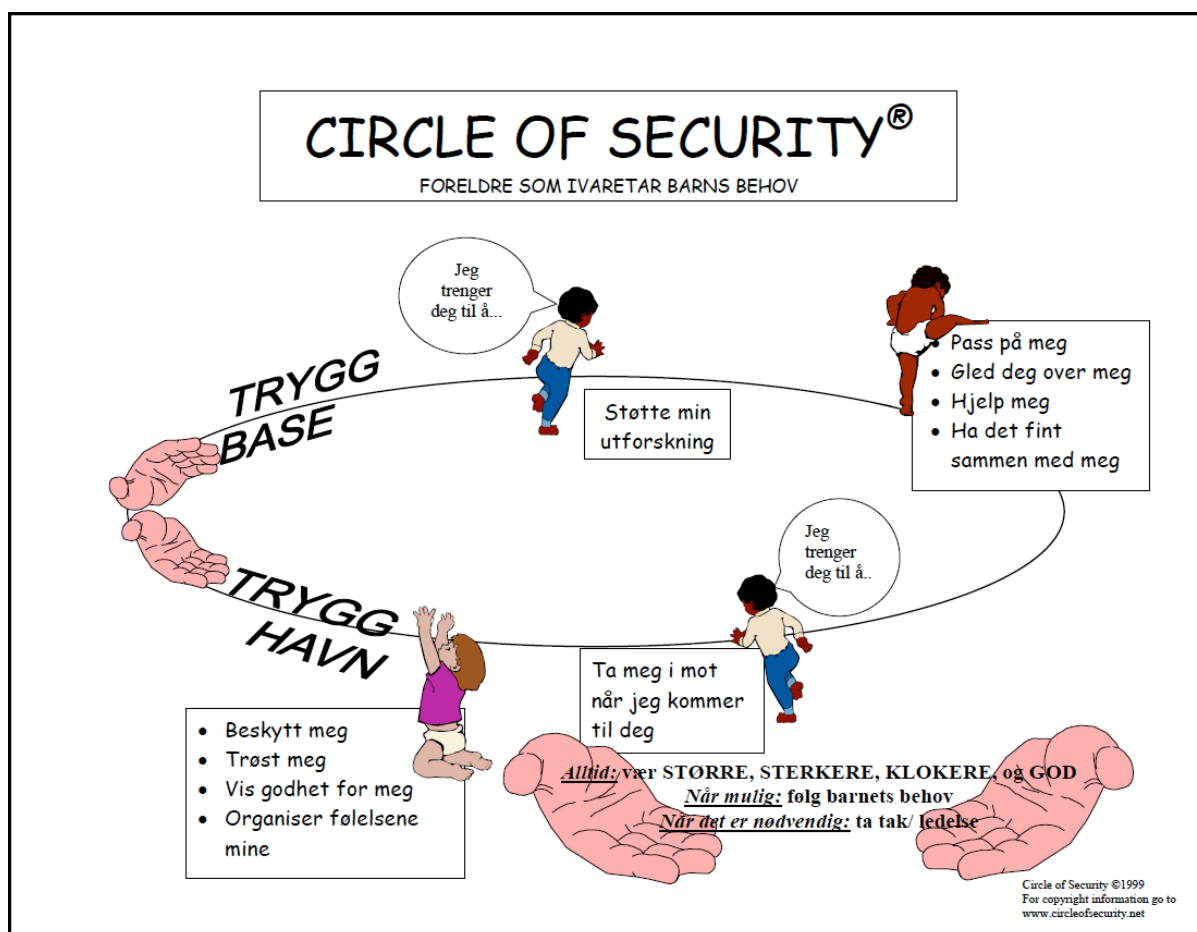 CIRCLE OF SECURITY®
FORELDRE SOM IVARETAR BARNS BEHOV
Jeg
trenger
deg til å...
TRYGG
BASE
Støtte min
utforskning
• Pass på meg
• Gled deg over meg
• Hjelp meg
• Ha det fint
sammen med meg
Jeg
trenger
deg til å..
TRYGG
HAVN
Ta meg i mot
når jeg kommer
til deg
• Beskytt meg
• Trøst meg
• Vis godhet for meg
• Organiser følelsene
mine
Alltid: vær STØRRE, STERKERE, KLOKERE, og GOD
Når mulig: følg barnets behov
Når det er nødvendig: ta tak/ ledelse
Circle of Security ©1999
For copyright information go to
www.circleofsecurity.net